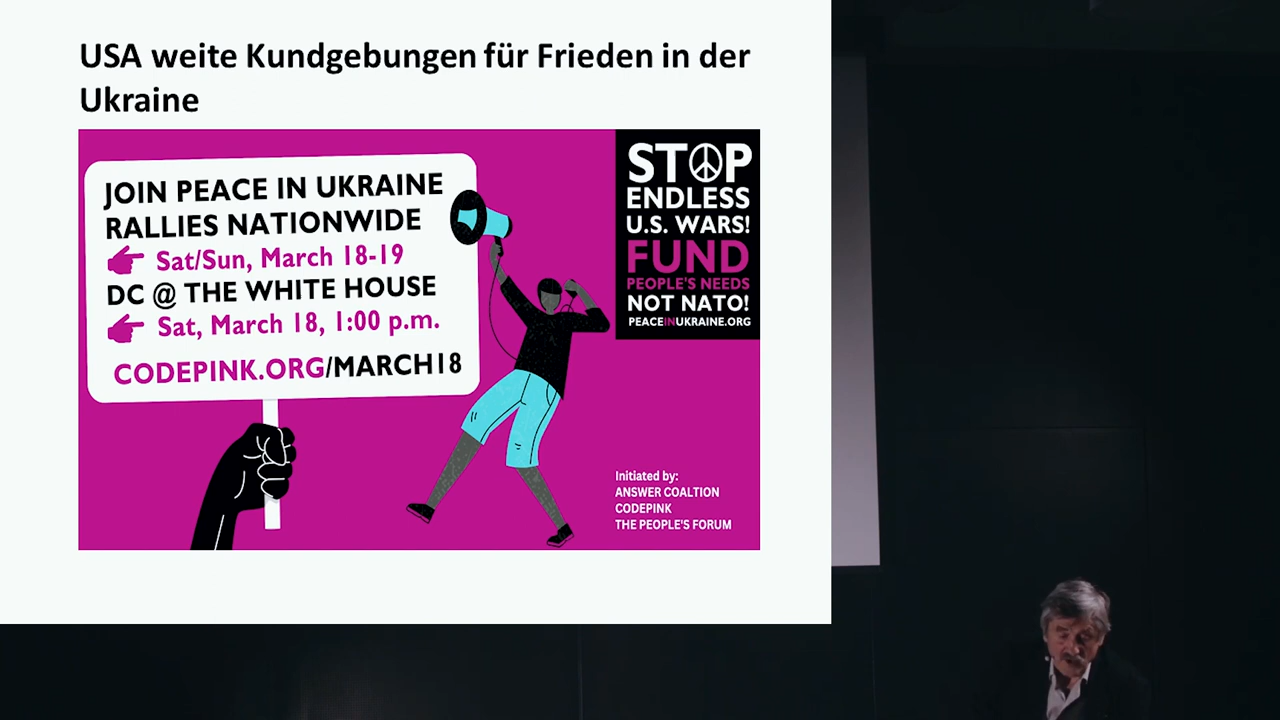 USA weite Kundgebungen für Frieden in der
Ukraine
JOIN PEACE IN UKRAINE
RALLIES NATIONWIDE
Sat/Sun, March 18-19
DC @ THE WHITE HOUSE
Sat, March 18, 1:00 p.m.
CODEPINK.ORG/MARCH18
STOP
ENDLESS
U.S. WARS!
FUND
PEOPLE'S NEEDS
NOT NATO!
PEACEINUKRAINE.ORG
Initiated by:
ANSWER COALTION
CODEPINK
THE PEOPLE'S FORUM